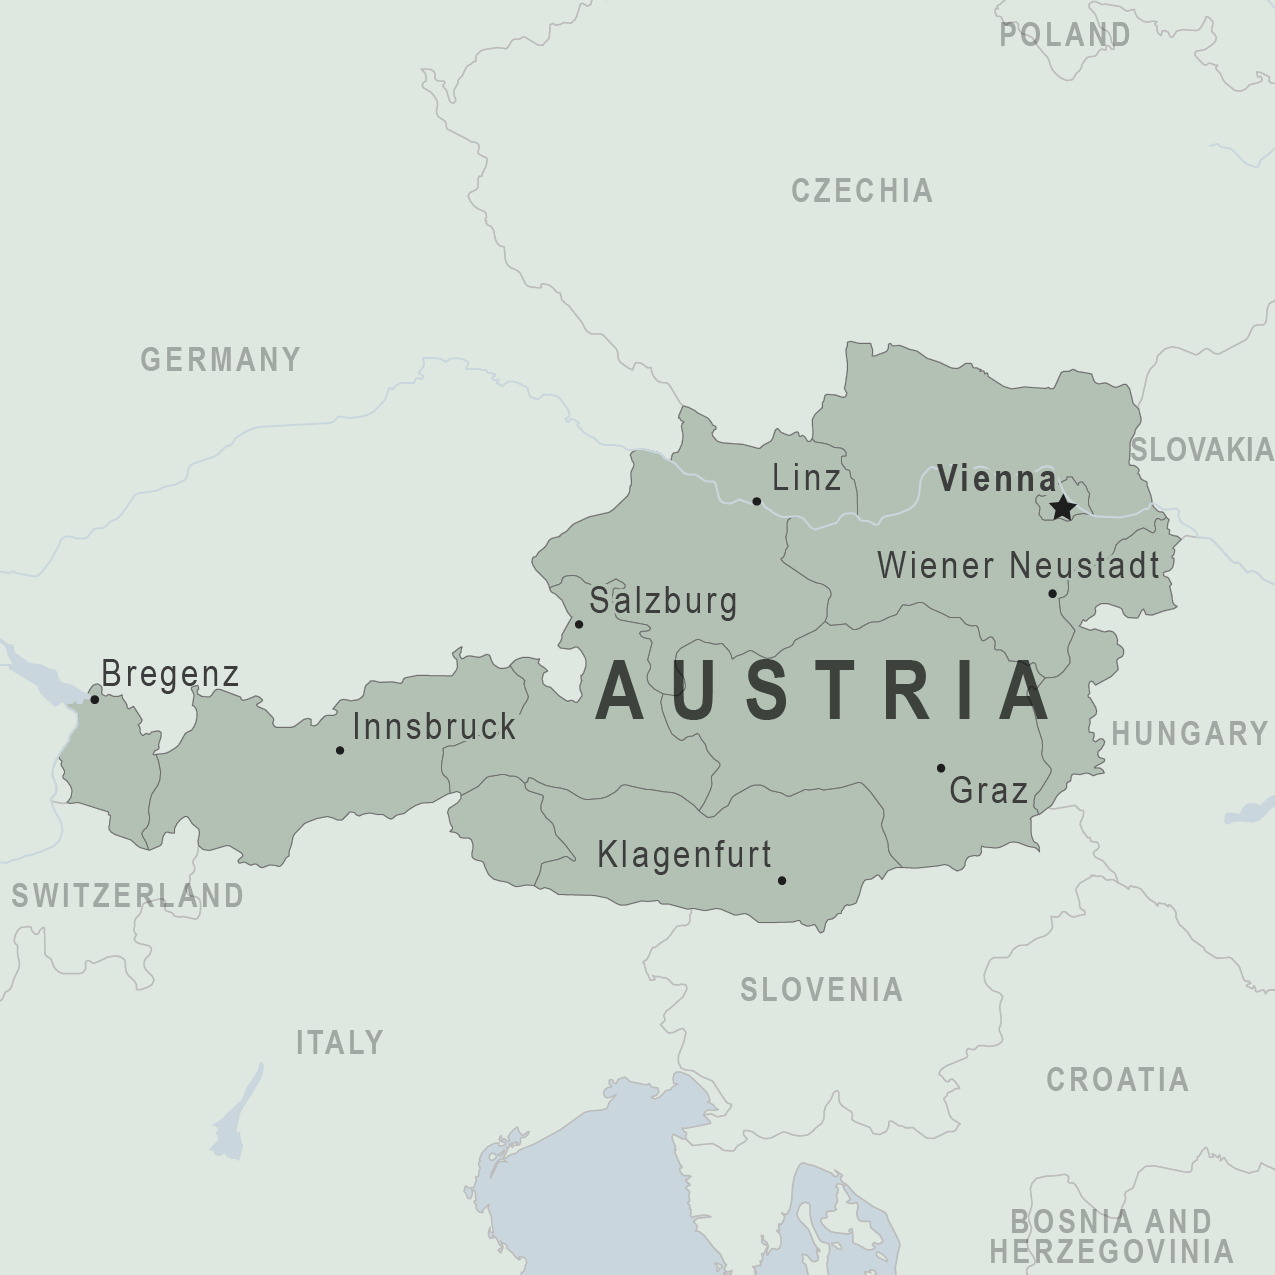 POLAND
CZECHIA
GERMANY
SLOVAKIA
Linz
Vienna
Wiener Neustadt
Salzburg
Bregenz
AUSTRIA
Innsbruck
HUNGARY
Graz
Klagenfurt
SWITZERLAND
SLOVENIA
ITALY
CROATIA
BOSNIA AND
HERZEGOVINIA